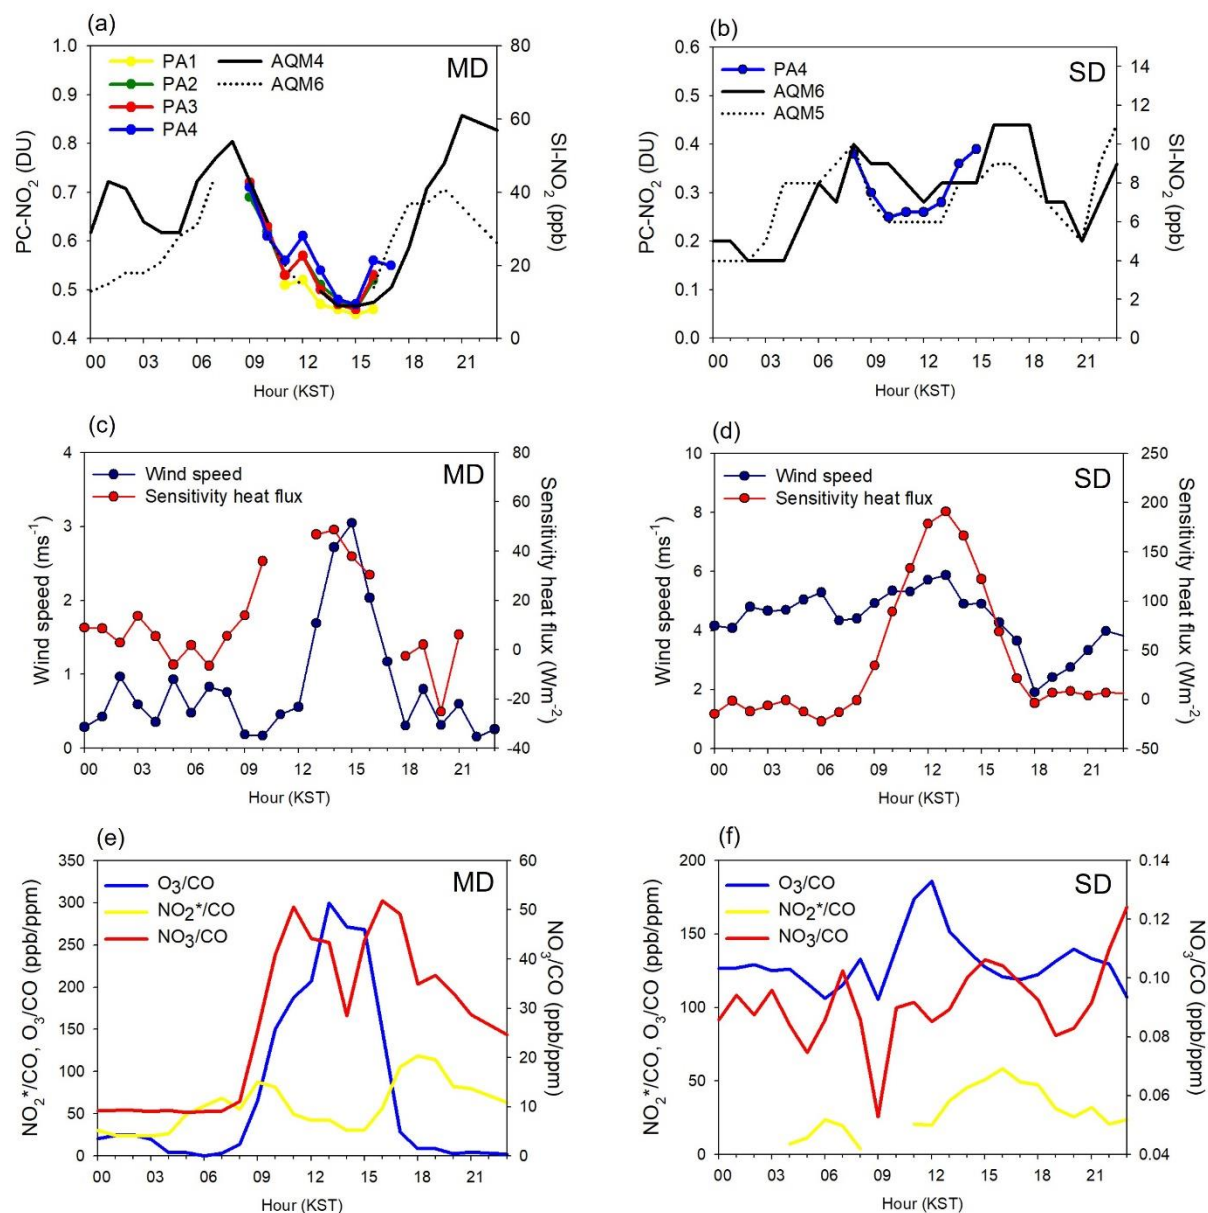 (a)
1.0
0.9
0.8
0.7
0.6
0.5
0.4
PC-NO₂ (DU)
80
60
40
20
0
SI-NO₂ (ppb)
PA1
PA2
PA3
PA4
AQM4
AQM6
MD
00 03 06 09 12 15 18 21
Hour (KST)
(b)
0.6
0.5
0.4
0.3
0.2
0.1
0.0
PC-NO₂ (DU)
14
12
10
8
6
4
2
0
SI-NO₂ (ppb)
PA4
AQM6
AQM5
SD
00 03 06 09 12 15 18 21
Hour (KST)
(c)
4
3
2
1
0
Wind speed (ms⁻¹)
80
60
40
20
0
-20
-40
Sensitivity heat flux (Wm⁻²)
Wind speed
Sensitivity heat flux
MD
00 03 06 09 12 15 18 21
Hour (KST)
(d)
10
8
6
4
2
0
Wind speed (ms⁻¹)
250
200
150
100
50
0
-50
Sensitivity heat flux (Wm⁻²)
Wind speed
Sensitivity heat flux
SD
00 03 06 09 12 15 18 21
Hour (KST)
(e)
350
300
250
200
150
100
50
0
NO₂*/CO, O₃/CO (ppb/ppm)
60
50
40
30
20
10
0
NO₃/CO (ppb/ppm)
O₃/CO
NO₂*/CO
NO₃/CO
MD
00 03 06 09 12 15 18 21
Hour (KST)
(f)
200
150
100
50
0
NO₂*/CO, O₃/CO (ppb/ppm)
0.14
0.12
0.10
0.08
0.06
0.04
NO₃/CO (ppb/ppm)
O₃/CO
NO₂*/CO
NO₃/CO
SD
00 03 06 09 12 15 18 21
Hour (KST)